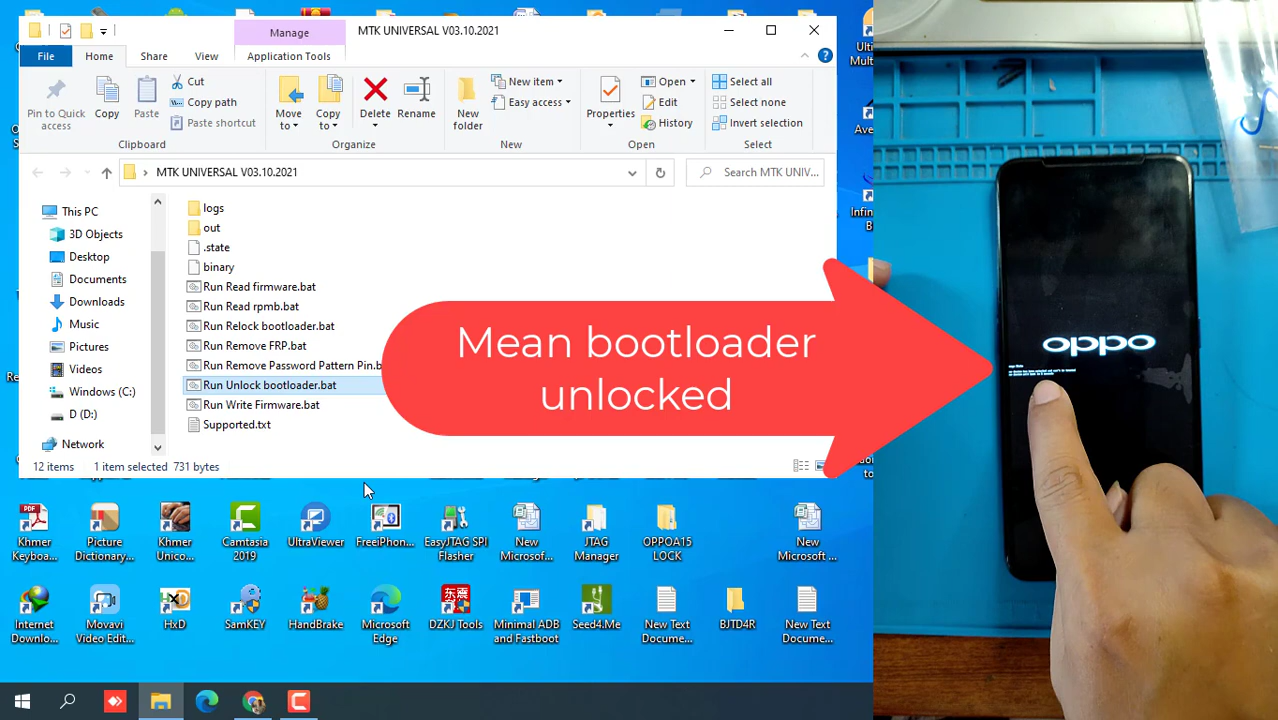 Manage
MTK UNIVERSAL V03.10.2021
File
Home
Share
View
Application Tools
Pin to Quick
access
Copy
Paste
Cut
Copy path
Paste shortcut
Clipboard
Move
to
Copy
to
Delete
Rename
Organize
New
folder
New item
Easy access
New
Properties
Open
Edit
History
Open
Select all
Select none
Invert selection
Select
MTK UNIVERSAL V03.10.2021
Search MTK UNIV...
This PC
3D Objects
Desktop
Documents
Downloads
Music
Pictures
Videos
Windows (C:)
D (D:)
Network
logs
out
.state
binary
Run Read firmware.bat
Run Read rpmb.bat
Run Relock bootloader.bat
Run Remove FRP.bat
Run Remove Password Pattern Pin.b
Run Unlock bootloader.bat
Run Write Firmware.bat
Supported.txt
12 items
1 item selected
731 bytes
Mean bootloader
unlocked
oppo
Khmer
Keyboa...
Picture
Dictionary...
Khmer
Unico...
Camtasia
2019
UltraViewer
FreeiPhon...
EasyJTAG SPI
Flasher
New
Microsof...
JTAG
Manager
OPPOA15
LOCK
New
Microsoft ...
Internet
Downlo...
Movavi
Video Edit...
HxD
SamKEY
HandBrake
Microsoft
Edge
DZKJ Tools
Minimal ADB
and Fastboot
Seed4.Me
New Text
Docume...
BJTD4R
New Text
Docume...